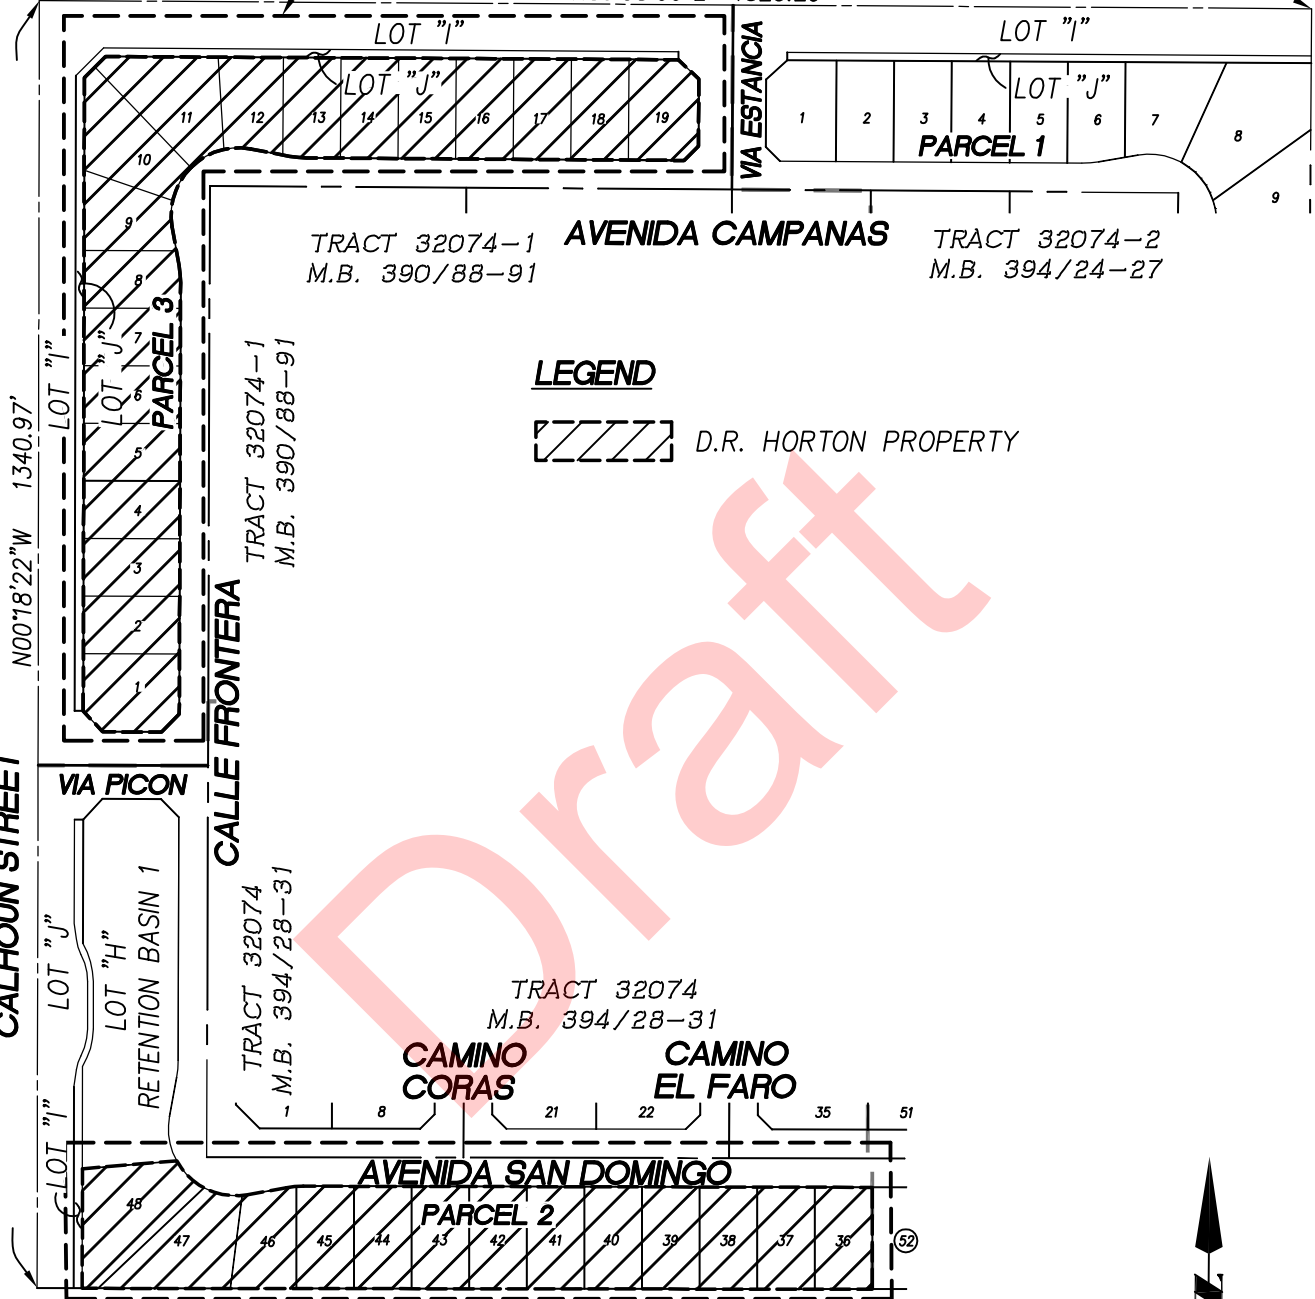 LOT "I"
LOT "J"
11
12
13
14
15
16
17
18
19
10
9
8
7
6
5
4
3
2
1
PARCEL 3
LOT "I"
LOT "J"
VIA ESTANCIA
LOT "I"
LOT "J"
1
2
3
4
5
6
7
8
9
PARCEL 1
AVENIDA CAMPANAS
TRACT 32074-1
M.B. 390/88-91
TRACT 32074-2
M.B. 394/24-27
TRACT 32074-1
M.B. 390/88-91
LEGEND
D.R. HORTON PROPERTY
N00°18'22"W 1340.97'
CALLE FRONTERA
CALHOUN STREET
VIA PICON
LOT "J"
LOT "H"
RETENTION BASIN 1
LOT "I"
TRACT 32074
M.B. 394/28-31
TRACT 32074
M.B. 394/28-31
CAMINO
CORAS
CAMINO
EL FARO
1
8
21
22
35
51
AVENIDA SAN DOMINGO
PARCEL 2
48
47
46
45
44
43
42
41
40
39
38
37
36
52
Draft